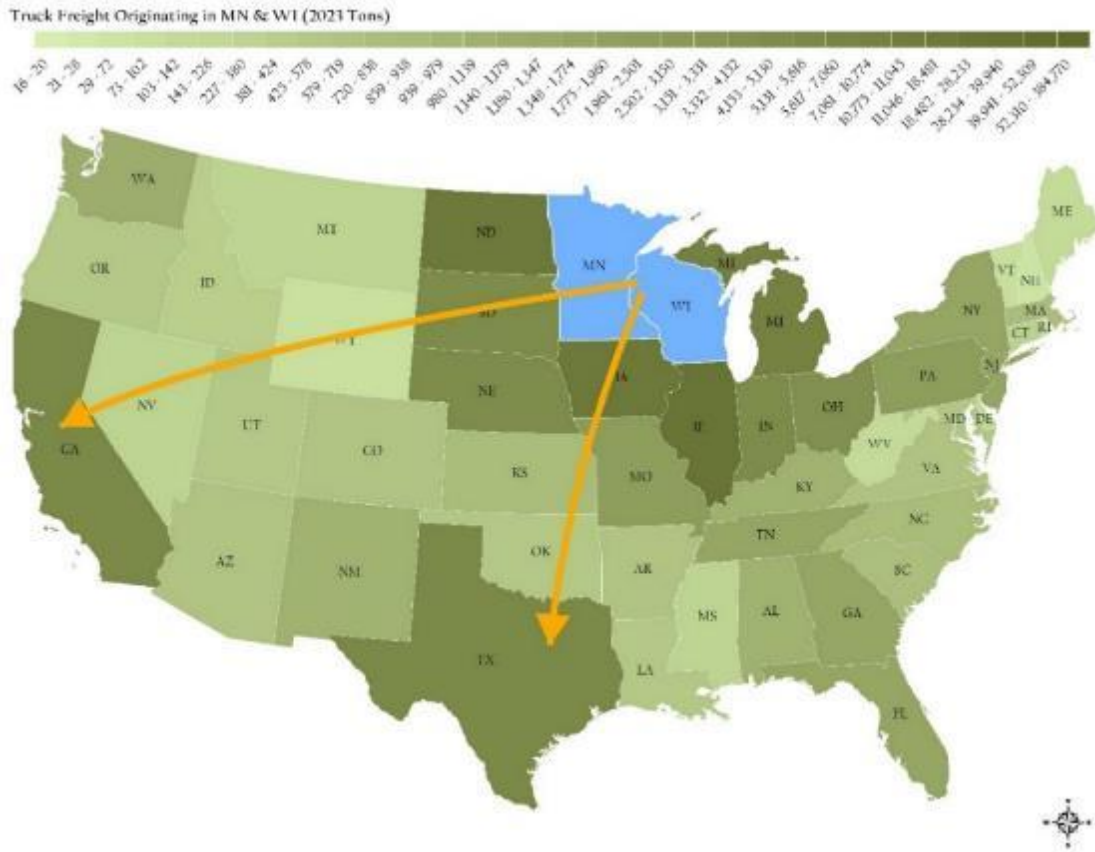 Truck Freight Originating in MN & WI (2023 Tons)
16 - 20
21 - 28
29 - 72
73 - 102
103 - 142
143 - 226
227 - 380
381 - 424
425 - 578
579 - 719
720 - 838
839 - 938
939 - 979
980 - 1,139
1,140 - 1,179
1,180 - 1,347
1,348 - 1,774
1,775 - 1,960
1,961 - 2,501
2,502 - 3,150
3,151 - 3,331
3,332 - 4,132
4,133 - 5,130
5,131 - 5,616
5,617 - 7,060
7,061 - 10,774
10,775 - 11,045
11,046 - 18,481
18,482 - 28,233
28,234 - 39,940
39,941 - 52,309
52,310 - 384,770
WA
MT
ND
MN
MI
ME
VT
NH
OR
ID
SD
WI
MI
NY
MA
CT
RI
WY
IA
NE
IL
IN
OH
PA
NJ
NV
UT
CO
KS
MO
KY
WV
VA
MD
DE
CA
AZ
NM
OK
AR
TN
NC
SC
TX
LA
MS
AL
GA
FL